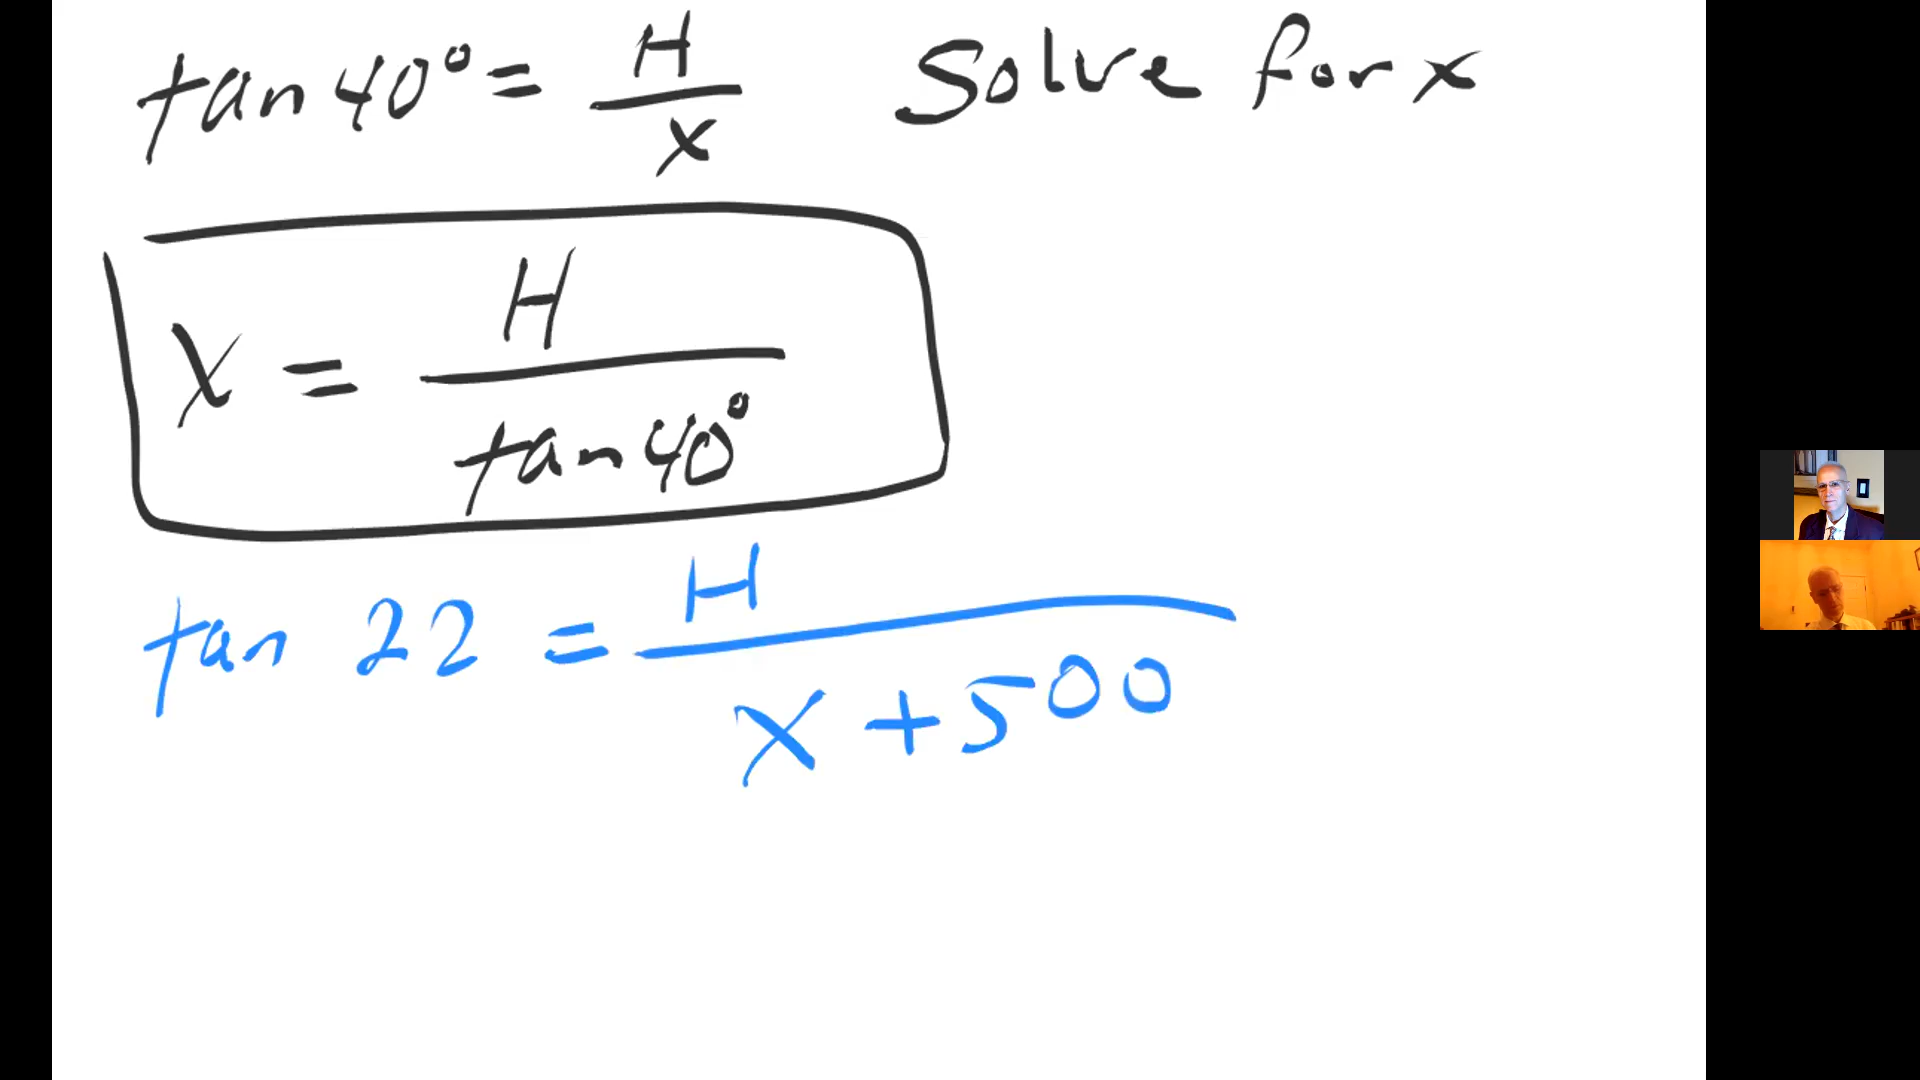 tan 40° = H/x Solve for x
x = H/tan 40°
tan 22 = H/x + 500